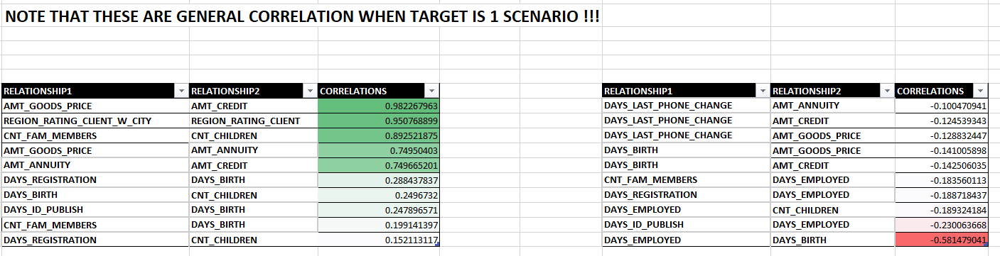 NOTE THAT THESE ARE GENERAL CORRELATION WHEN TARGET IS 1 SCENARIO !!!
RELATIONSHIP1 RELATIONSHIP2 CORRELATIONS
AMT_GOODS_PRICE AMT_CREDIT 0.982267963
REGION_RATING_CLIENT_W_CITY REGION_RATING_CLIENT 0.950768899
CNT_FAM_MEMBERS CNT_CHILDREN 0.892521875
AMT_GOODS_PRICE AMT_ANNUITY 0.74950403
AMT_ANNUITY AMT_CREDIT 0.749665201
DAYS_REGISTRATION DAYS_BIRTH 0.288437837
DAYS_BIRTH CNT_CHILDREN 0.2496732
DAYS_ID_PUBLISH DAYS_BIRTH 0.247896571
CNT_FAM_MEMBERS DAYS_BIRTH 0.199141397
DAYS_REGISTRATION CNT_CHILDREN 0.152113117
RELATIONSHIP1 RELATIONSHIP2 CORRELATIONS
DAYS_LAST_PHONE_CHANGE AMT_ANNUITY -0.100470941
DAYS_LAST_PHONE_CHANGE AMT_CREDIT -0.124539343
DAYS_LAST_PHONE_CHANGE AMT_GOODS_PRICE -0.128832447
DAYS_BIRTH AMT_GOODS_PRICE -0.141005898
DAYS_BIRTH AMT_CREDIT -0.142506035
CNT_FAM_MEMBERS DAYS_EMPLOYED -0.183560113
DAYS_REGISTRATION DAYS_EMPLOYED -0.188718437
DAYS_EMPLOYED CNT_CHILDREN -0.189324184
DAYS_ID_PUBLISH DAYS_EMPLOYED -0.230063668
DAYS_EMPLOYED DAYS_BIRTH -0.581479041